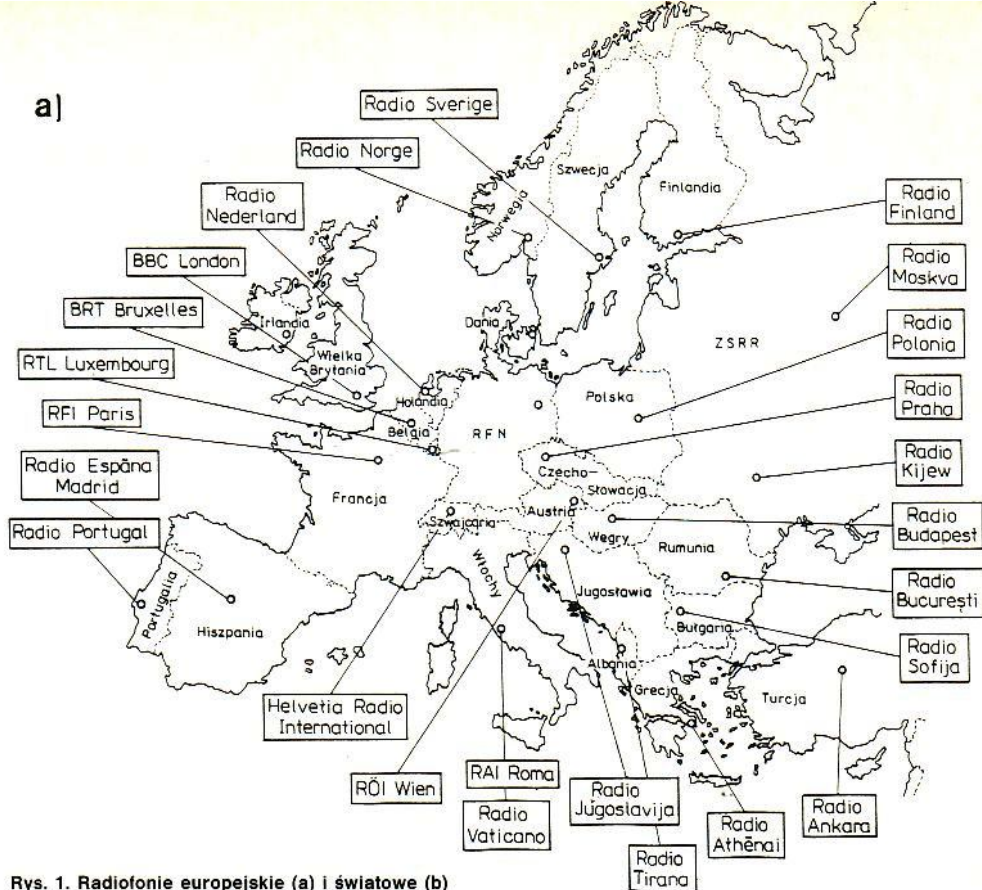 a)
Radio Sverige
Radio Norge
Radio
Nederland
BBC London
BRT Bruxelles
RTL Luxembourg
RFI Paris
Radio Espāna
Madrid
Radio Portugal
Szwecja
Finlandia
Norwegia
Radio
Finland
Radio
Moskva
Radio
Polonia
Radio
Praha
Radio
Kijew
Radio
Budapest
Radio
Bucureşti
Radio
Sofija
Irlandia
Wielka
Brytania
Dania
ZSRR
Holandia
Belgia
RFN
Polska
Czecho-
Słowacja
Francja
Szwajcaria
Austria
Węgry
Rumunia
Włochy
Jugosławia
Bułgaria
Portugalia
Hiszpania
Albania
Grecja
Turcja
Helvetia Radio
International
RÖI Wien
RAI Roma
Radio
Vaticano
Radio
Jugoslavija
Radio
Tirana
Radio
Athēnai
Radio
Ankara
Rys. 1. Radiofonie europejskie (a) i światowe (b)